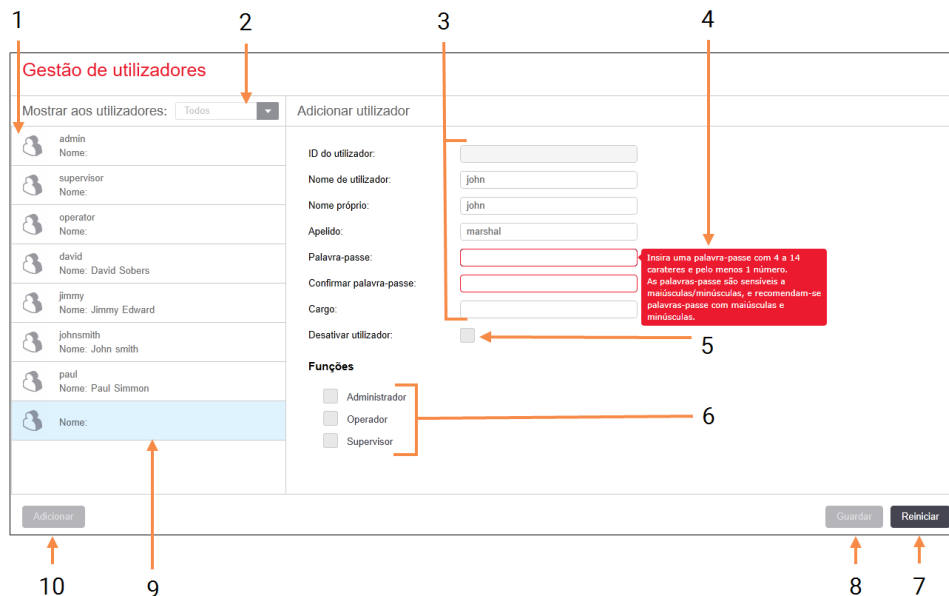 1
2
3
4
Gestão de utilizadores
Mostrar aos utilizadores: Todos
Adicionar utilizador
admin
Nome:
supervisor
Nome:
operator
Nome:
david
Nome: David Sobers
jimmy
Nome: Jimmy Edward
johnsmith
Nome: John smith
paul
Nome: Paul Simmon
Nome:
ID do utilizador:
Nome de utilizador: john
Nome próprio: john
Apelido: marshal
Palavra-passe:
Confirmar palavra-passe:
Cargo:
Desativar utilizador:
Insira uma palavra-passe com 4 a 14
carateres e pelo menos 1 número.
As palavras-passe são sensíveis a
maiúsculas/minúsculas, e recomendam-se
palavras-passe com maiúsculas e
minúsculas.
5
Funções
Administrador
Operador
Supervisor
6
Adicionar
Guardar
Reiniciar
10
9
8
7